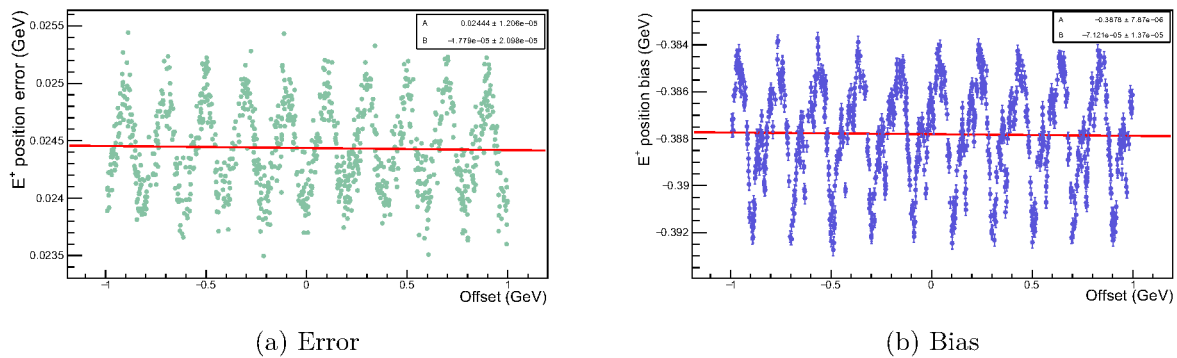 E+ position error (GeV)
0.0255
0.025
0.0245
0.024
0.0235
A 0.02444 ± 1.206e-05
B -4.779e-05 ± 2.098e-05
-1 -0.5 0 0.5 1
Offset (GeV)
(a) Error
E+ position bias (GeV)
-0.384
-0.386
-0.388
-0.39
-0.392
A -0.3878 ± 7.87e-06
B -7.121e-05 ± 1.37e-05
-1 -0.5 0 0.5 1
Offset (GeV)
(b) Bias